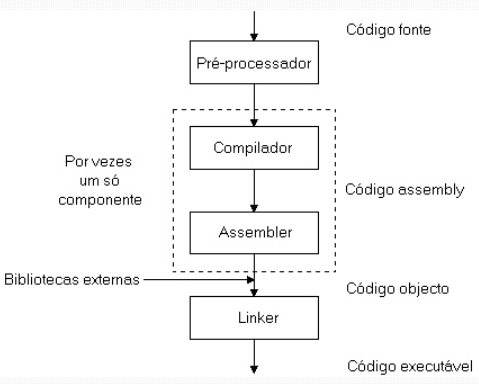 Código fonte
Pré-processador
Compilador
Por vezes
um só
componente
Código assembly
Assembler
Bibliotecas externas
Código objecto
Linker
Código executável